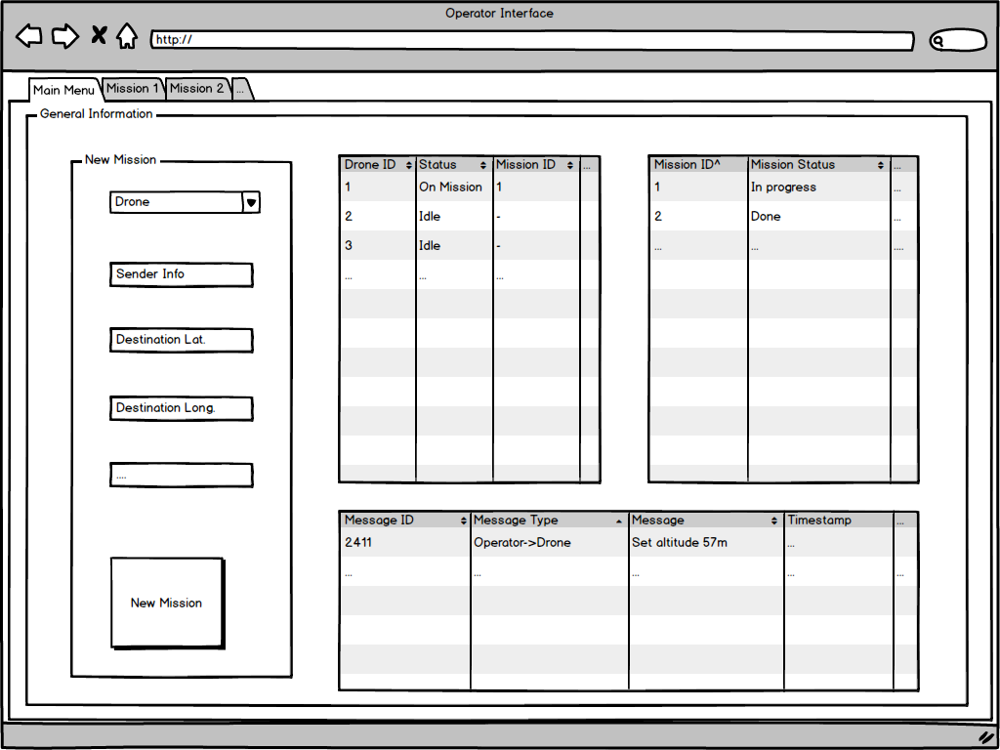 Operator Interface
http://
Main Menu Mission 1 Mission 2 ...
General Information
New Mission
Drone
Sender Info
Destination Lat.
Destination Long.
....
New Mission
Drone ID Status Mission ID ...
1 On Mission 1
2 Idle -
3 Idle -
... ... ...
Mission ID^ Mission Status ...
1 In progress ...
2 Done ...
... ... ....
Message ID Message Type Message Timestamp ...
2411 Operator->Drone Set altitude 57m ...
... ... ... ... ...